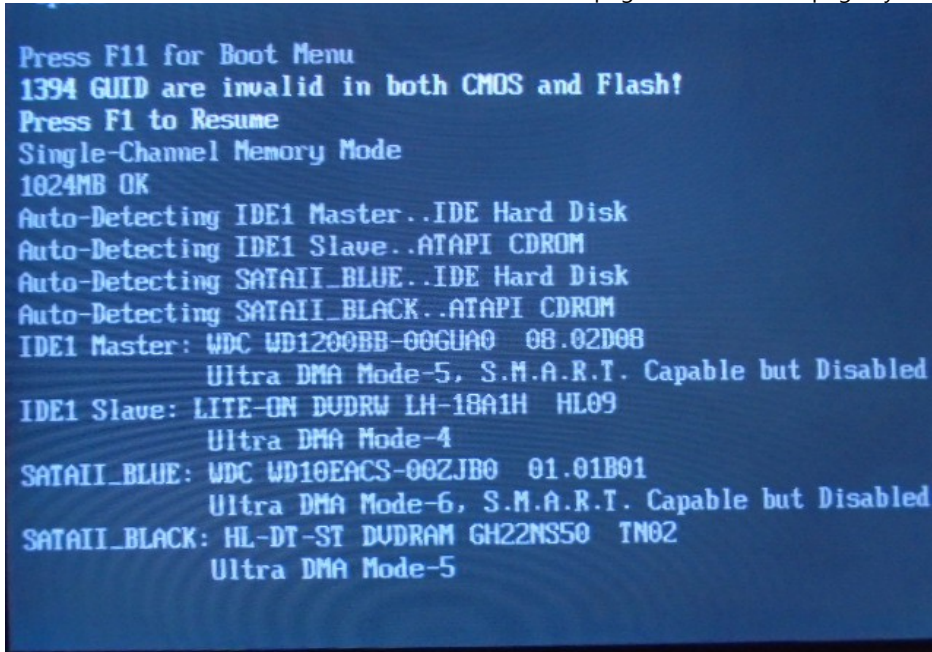 Press F11 for Boot Menu
1394 GUID are invalid in both CMOS and Flash!
Press F1 to Resume
Single-Channel Memory Mode
1024MB OK
Auto-Detecting IDE1 Master..IDE Hard Disk
Auto-Detecting IDE1 Slave..ATAPI CDROM
Auto-Detecting SATAII_BLUE..IDE Hard Disk
Auto-Detecting SATAII_BLACK..ATAPI CDROM
IDE1 Master: WDC WD1200BB-00GUA0 08.02D08
Ultra DMA Mode-5, S.M.A.R.T. Capable but Disabled
IDE1 Slave: LITE-ON DVDRW LH-18A1H HL09
Ultra DMA Mode-4
SATAII_BLUE: WDC WD10EACS-00ZJB0 01.01B01
Ultra DMA Mode-6, S.M.A.R.T. Capable but Disabled
SATAII_BLACK: HL-DT-ST DVDRAM GH22NS50 TN02
Ultra DMA Mode-5